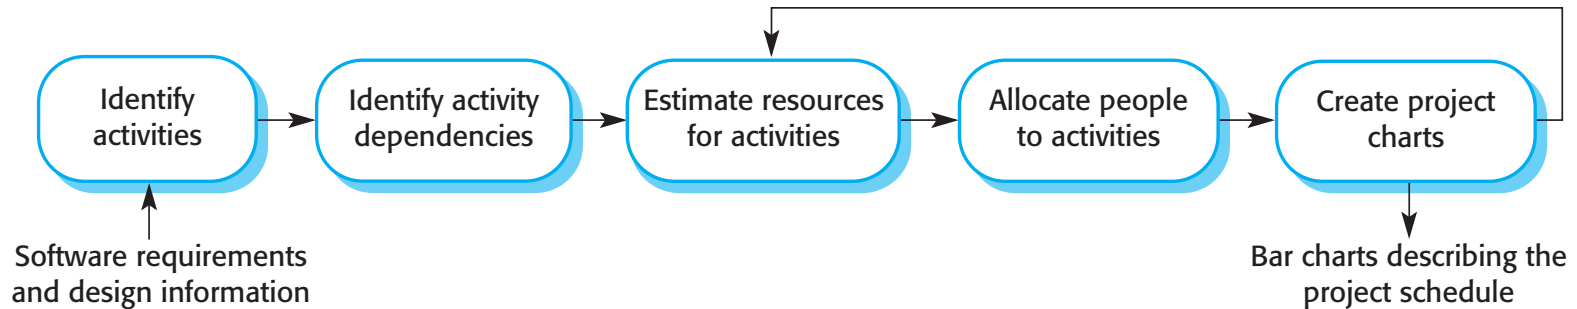 Identify
activities
Identify activity
dependencies
Estimate resources
for activities
Allocate people
to activities
Create project
charts
Software requirements
and design information
Bar charts describing the
project schedule